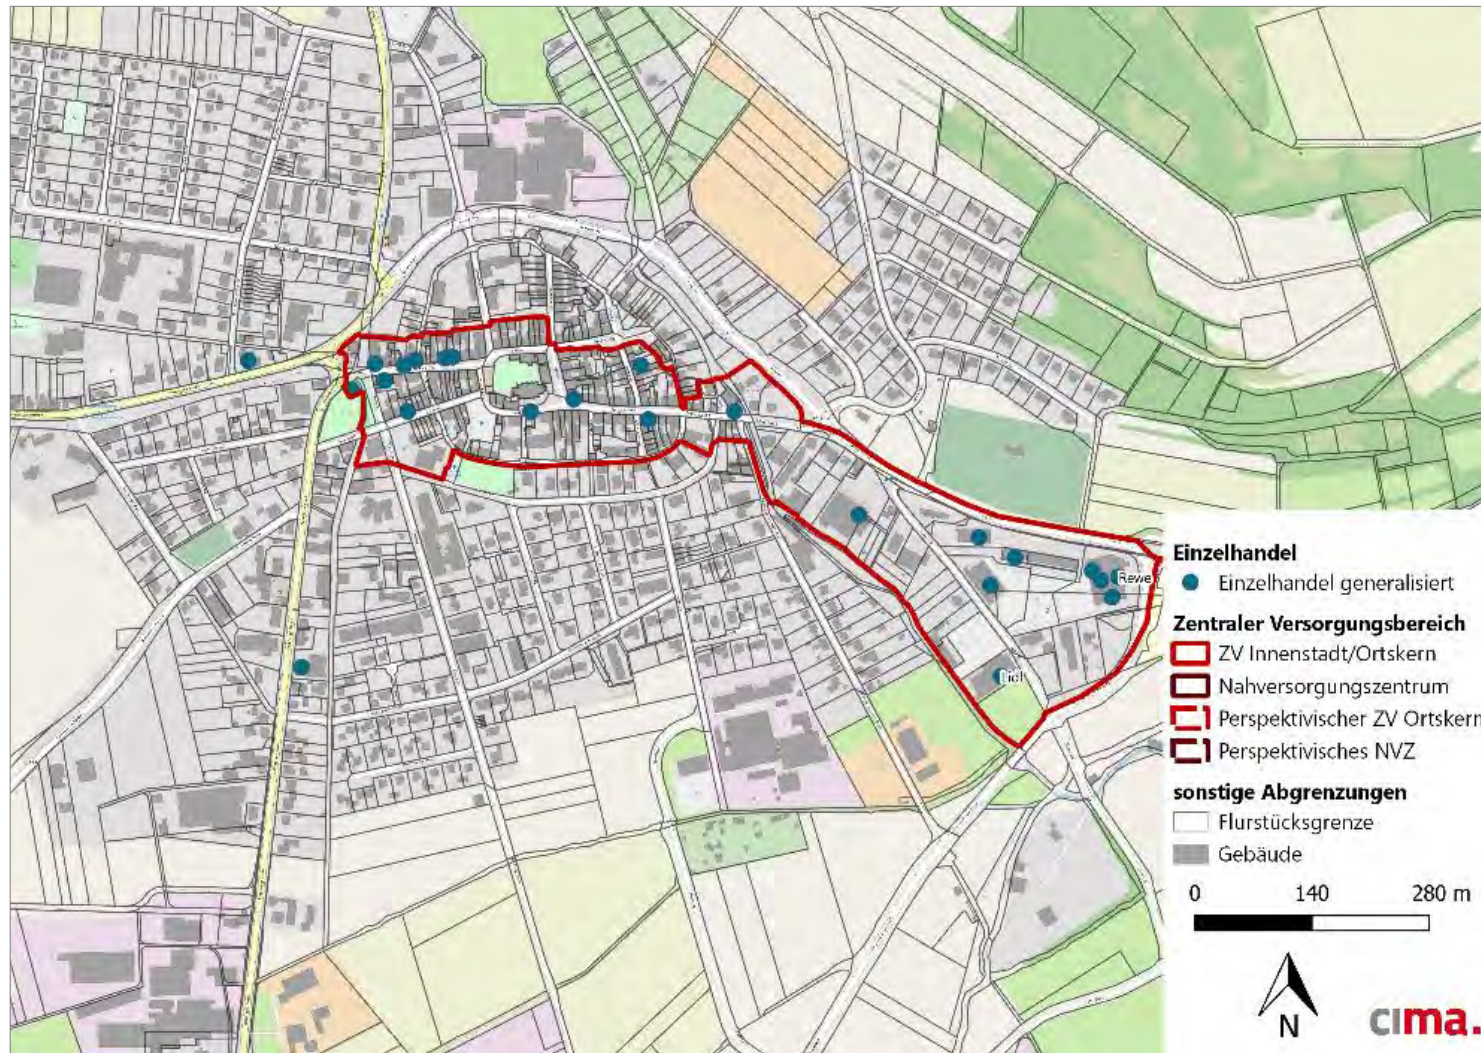 Rewe
Lidl
Einzelhandel
Einzelhandel generalisiert
Zentraler Versorgungsbereich
ZV Innenstadt/Ortskern
Nahversorgungszentrum
Perspektivischer ZV Ortskern
Perspektivisches NVZ
sonstige Abgrenzungen
Flurstücksgrenze
Gebäude
0 140 280 m
N
cima.